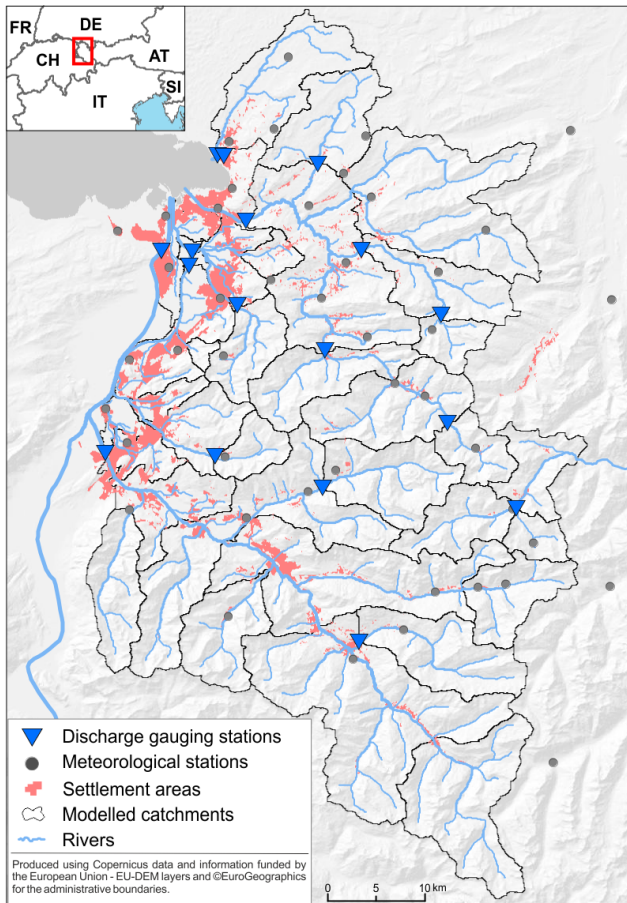 DE
FR
CH
AT
SI
IT
Discharge gauging stations
Meteorological stations
Settlement areas
Modelled catchments
Rivers
Produced using Copernicus data and information funded by
the European Union - EU-DEM layers and ©EuroGeographics
for the administrative boundaries.
0 5 10 km